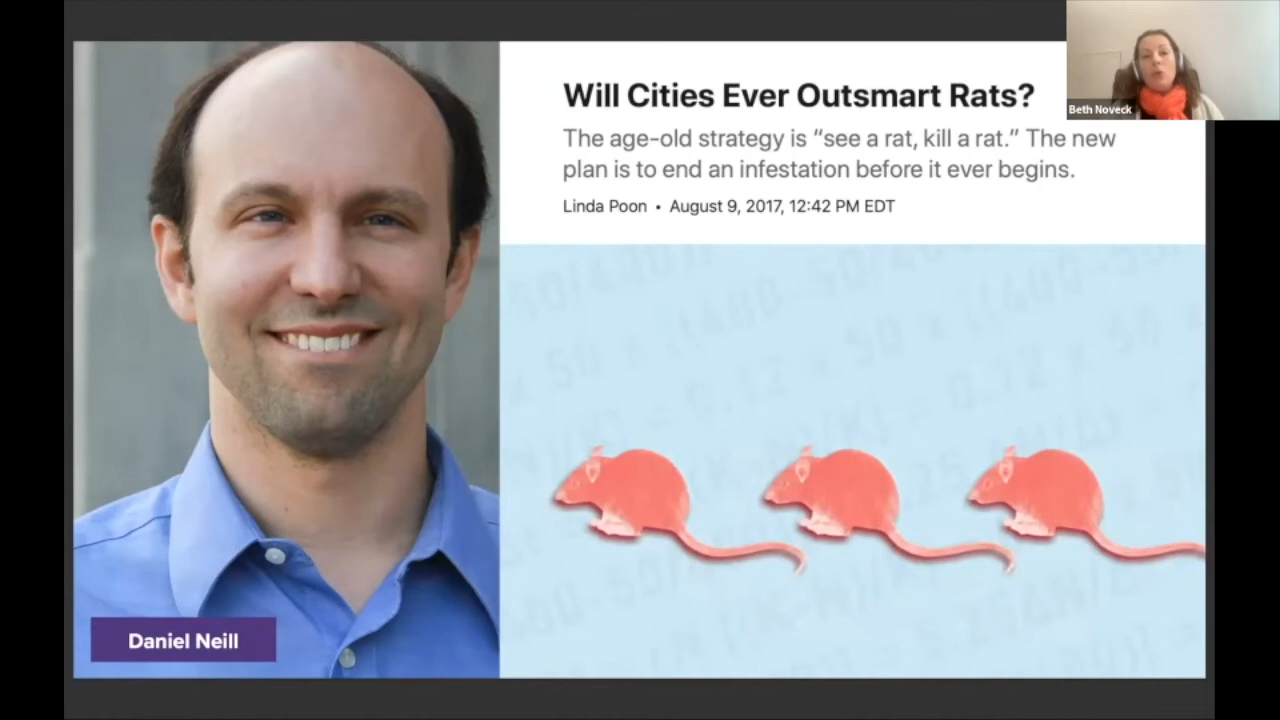 Will Cities Ever Outsmart Rats?
The age-old strategy is “see a rat, kill a rat.” The new
plan is to end an infestation before it ever begins.
Linda Poon • August 9, 2017, 12:42 PM EDT
Beth Noveck
Daniel Neill